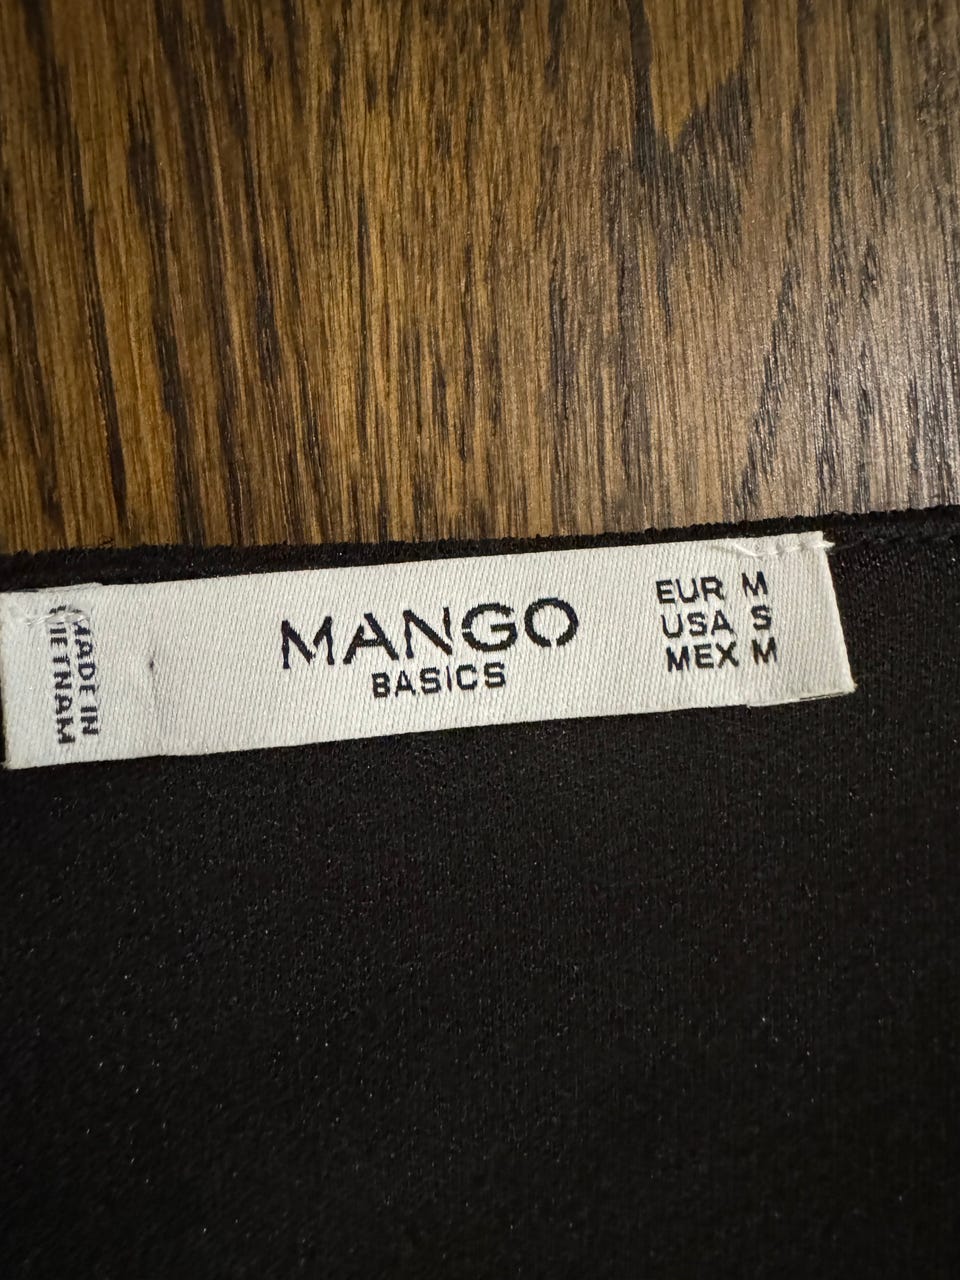 MADE IN
VIETNAM
MANGO
BASICS
EUR M
USA S
MEX M